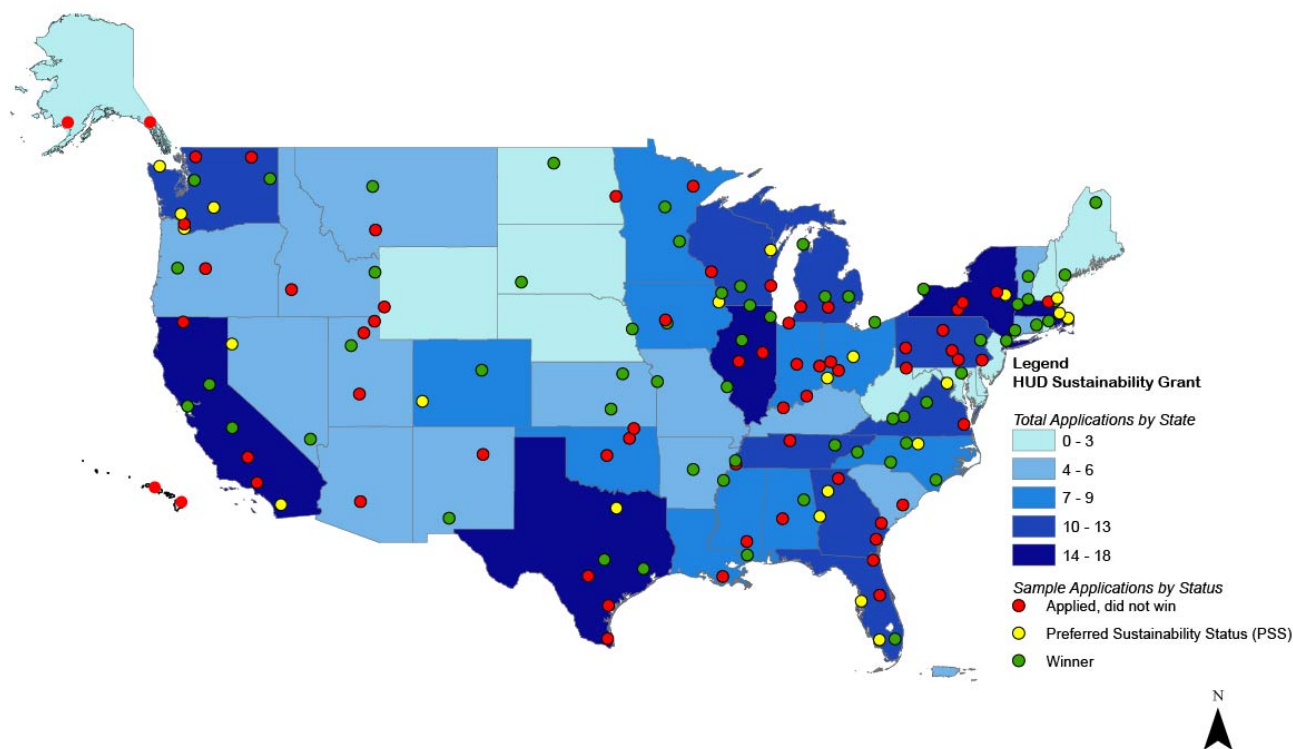 Legend
HUD Sustainability Grant
Total Applications by State
0 - 3
4 - 6
7 - 9
10 - 13
14 - 18
Sample Applications by Status
Applied, did not win
Preferred Sustainability Status (PSS)
Winner
N